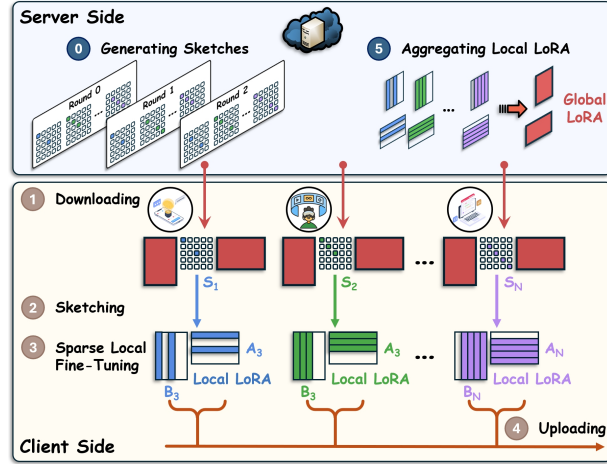 Server Side
0 Generating Sketches
Round 0
Round 1
Round 2
...
...
...
5 Aggregating Local LoRA
...
Global
LoRA
1 Downloading
...
S1
S2
SN
2 Sketching
3 Sparse Local
Fine-Tuning
A3
A3
...
AN
Local LoRA
Local LoRA
Local LoRA
B3
B3
BN
4 Uploading
Client Side